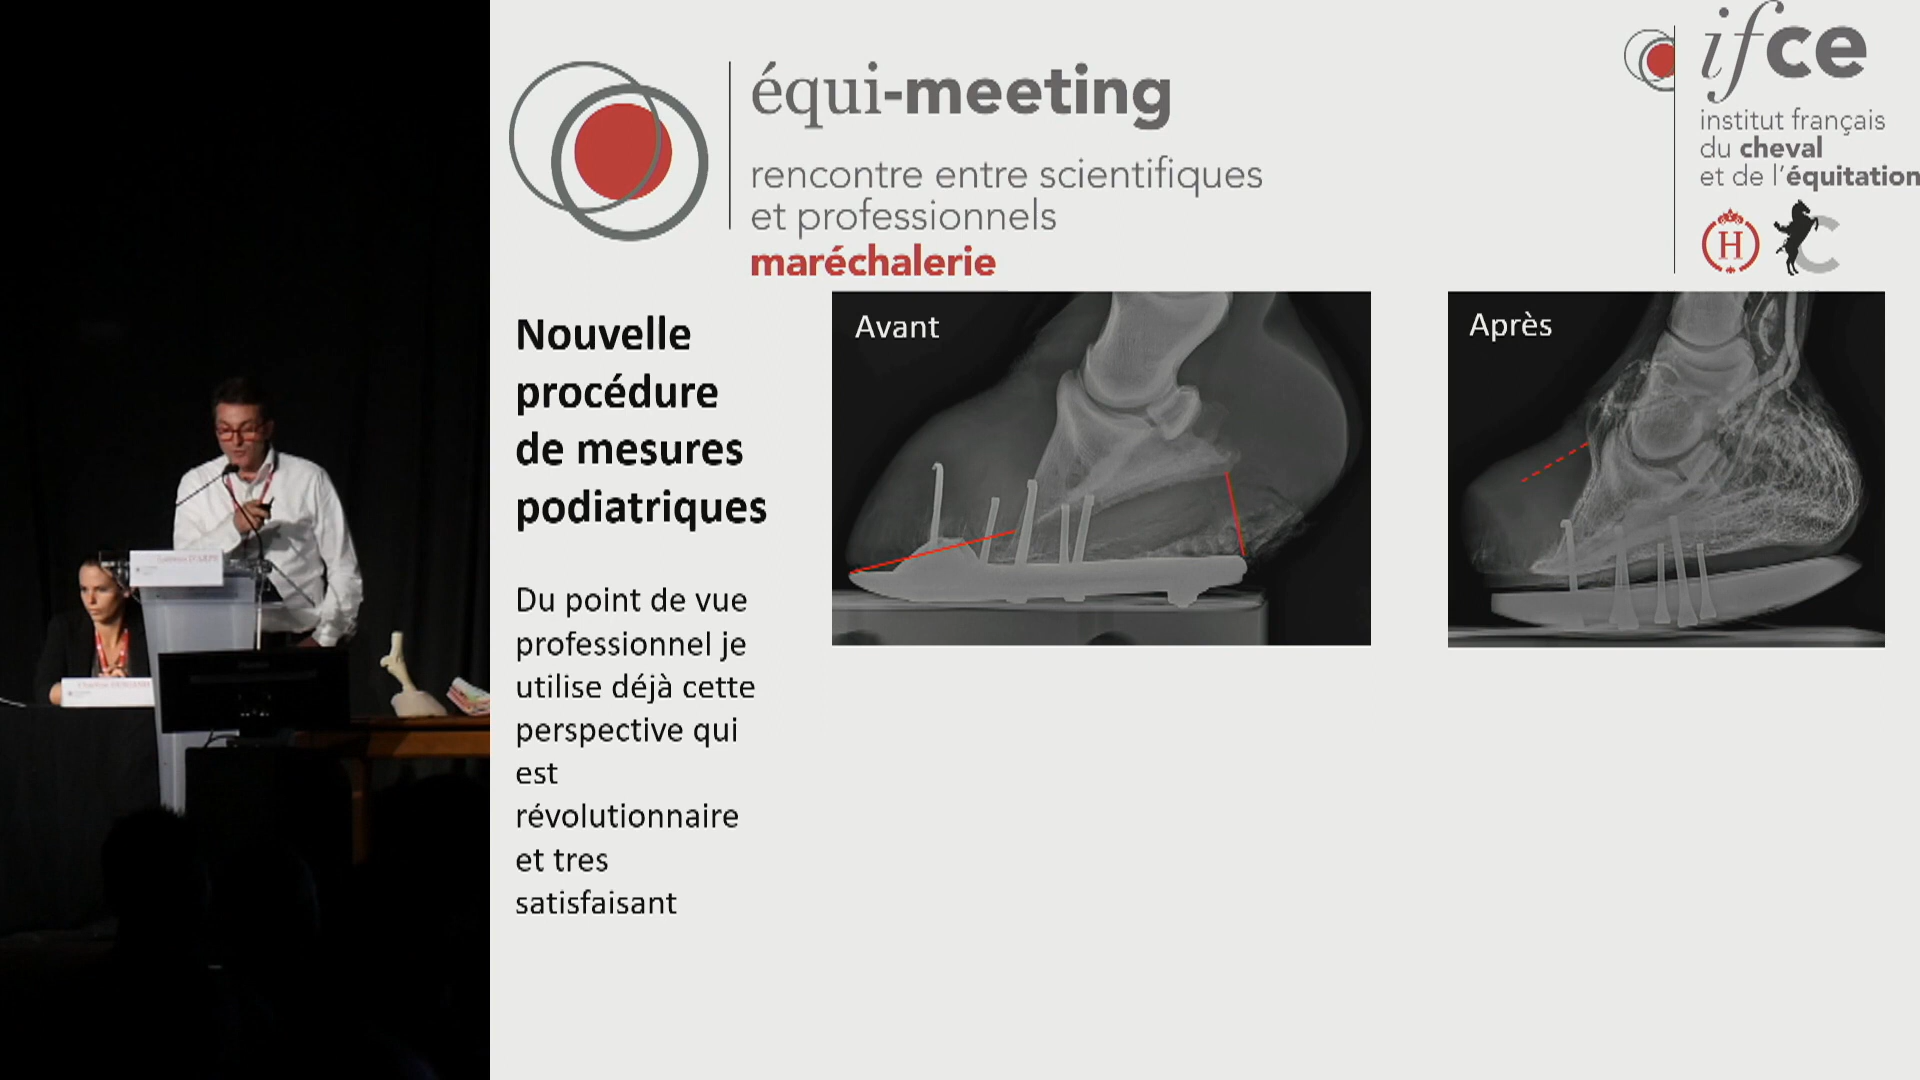 équi-meeting
rencontre entre scientifiques
et professionnels
maréchalerie
ifce
institut français
du cheval
et de l'équitation
H
C
Nouvelle
procédure
de mesures
podiatriques
Du point de vue
professionnel je
utilise déjà cette
perspective qui
est
révolutionnaire
et tres
satisfaisant
Avant
Après